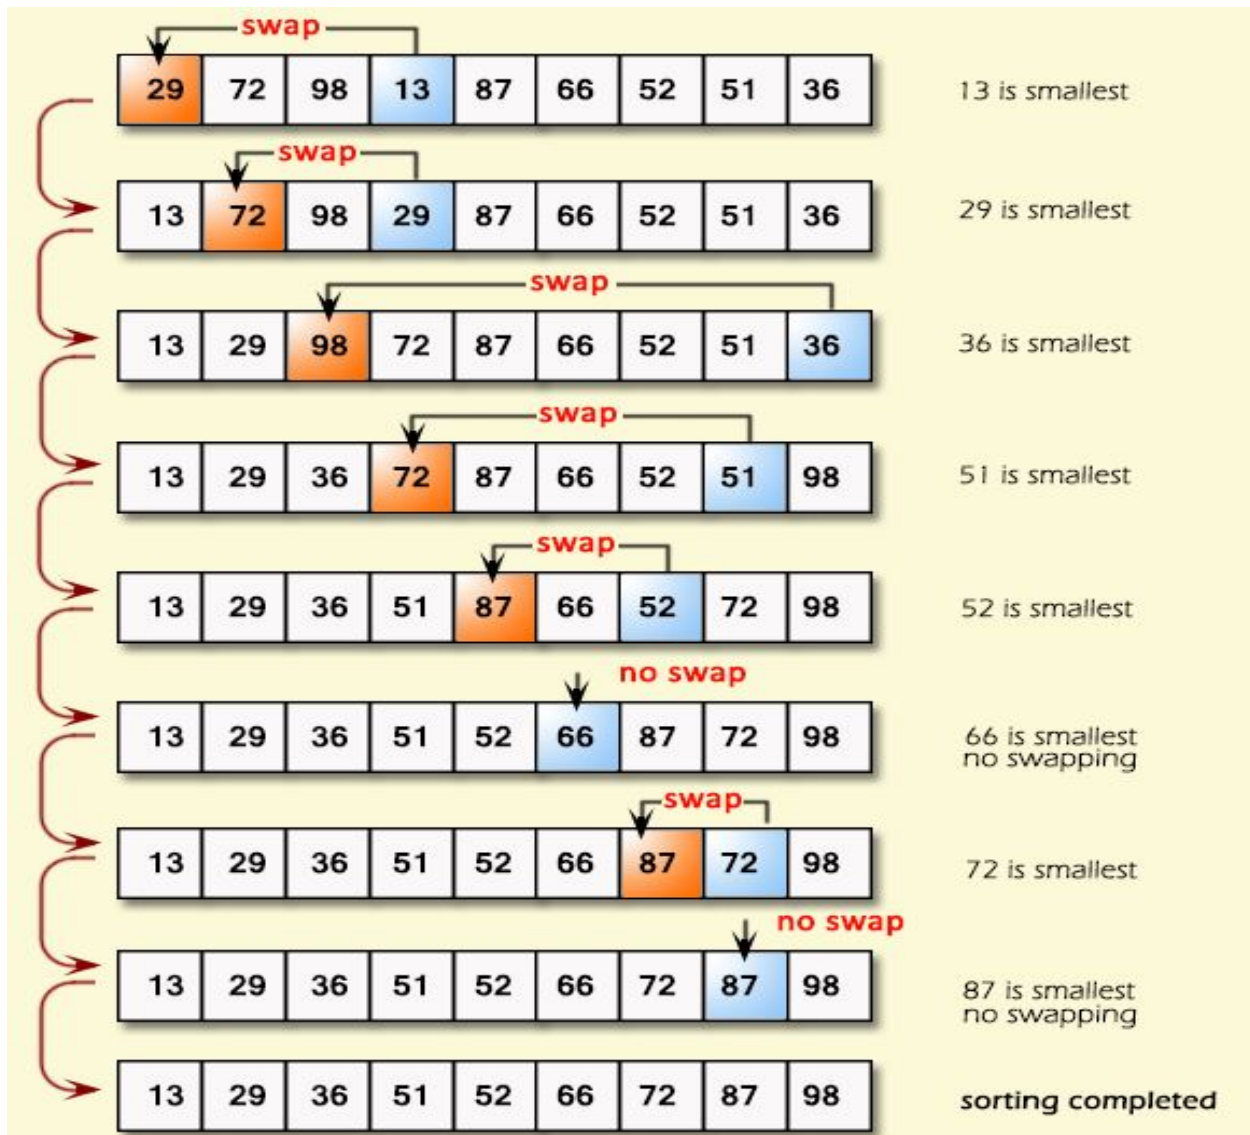 swap
29 72 98 13 87 66 52 51 36 13 is smallest
swap
13 72 98 29 87 66 52 51 36 29 is smallest
swap
13 29 98 72 87 66 52 51 36 36 is smallest
swap
13 29 36 72 87 66 52 51 98 51 is smallest
swap
13 29 36 51 87 66 52 72 98 52 is smallest
no swap
13 29 36 51 52 66 87 72 98 66 is smallest
no swapping
swap
13 29 36 51 52 66 87 72 98 72 is smallest
no swap
13 29 36 51 52 66 72 87 98 87 is smallest
no swapping
13 29 36 51 52 66 72 87 98 sorting completed